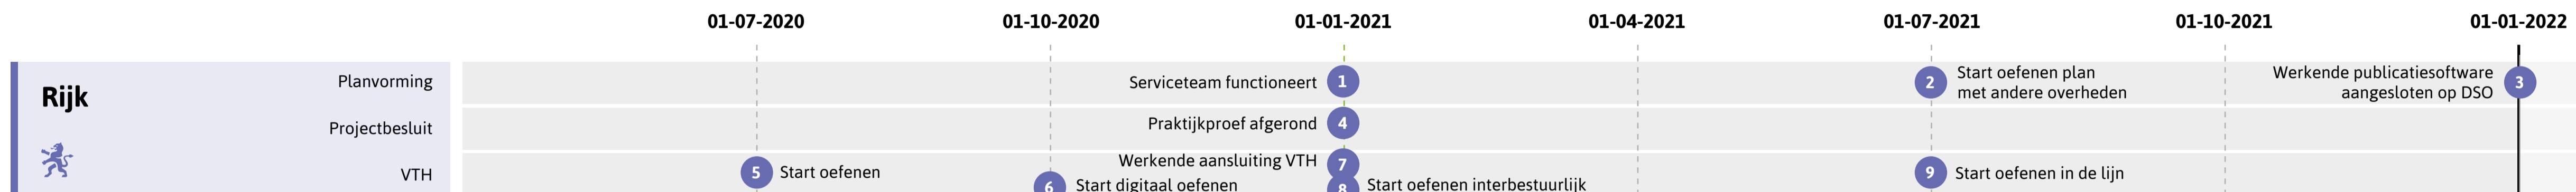 01-07-2020 01-10-2020 01-01-2021 01-04-2021 01-07-2021 01-10-2021 01-01-2022
Rijk
Planvorming
Serviceteam functioneert 1
2 Start oefenen plan
met andere overheden
Werkende publicatiesoftware
aangesloten op DSO 3
Projectbesluit
Praktijkproef afgerond 4
VTH
5 Start oefenen
6 Start digitaal oefenen
Werkende aansluiting VTH 7
8 Start oefenen interbestuurlijk
9 Start oefenen in de lijn